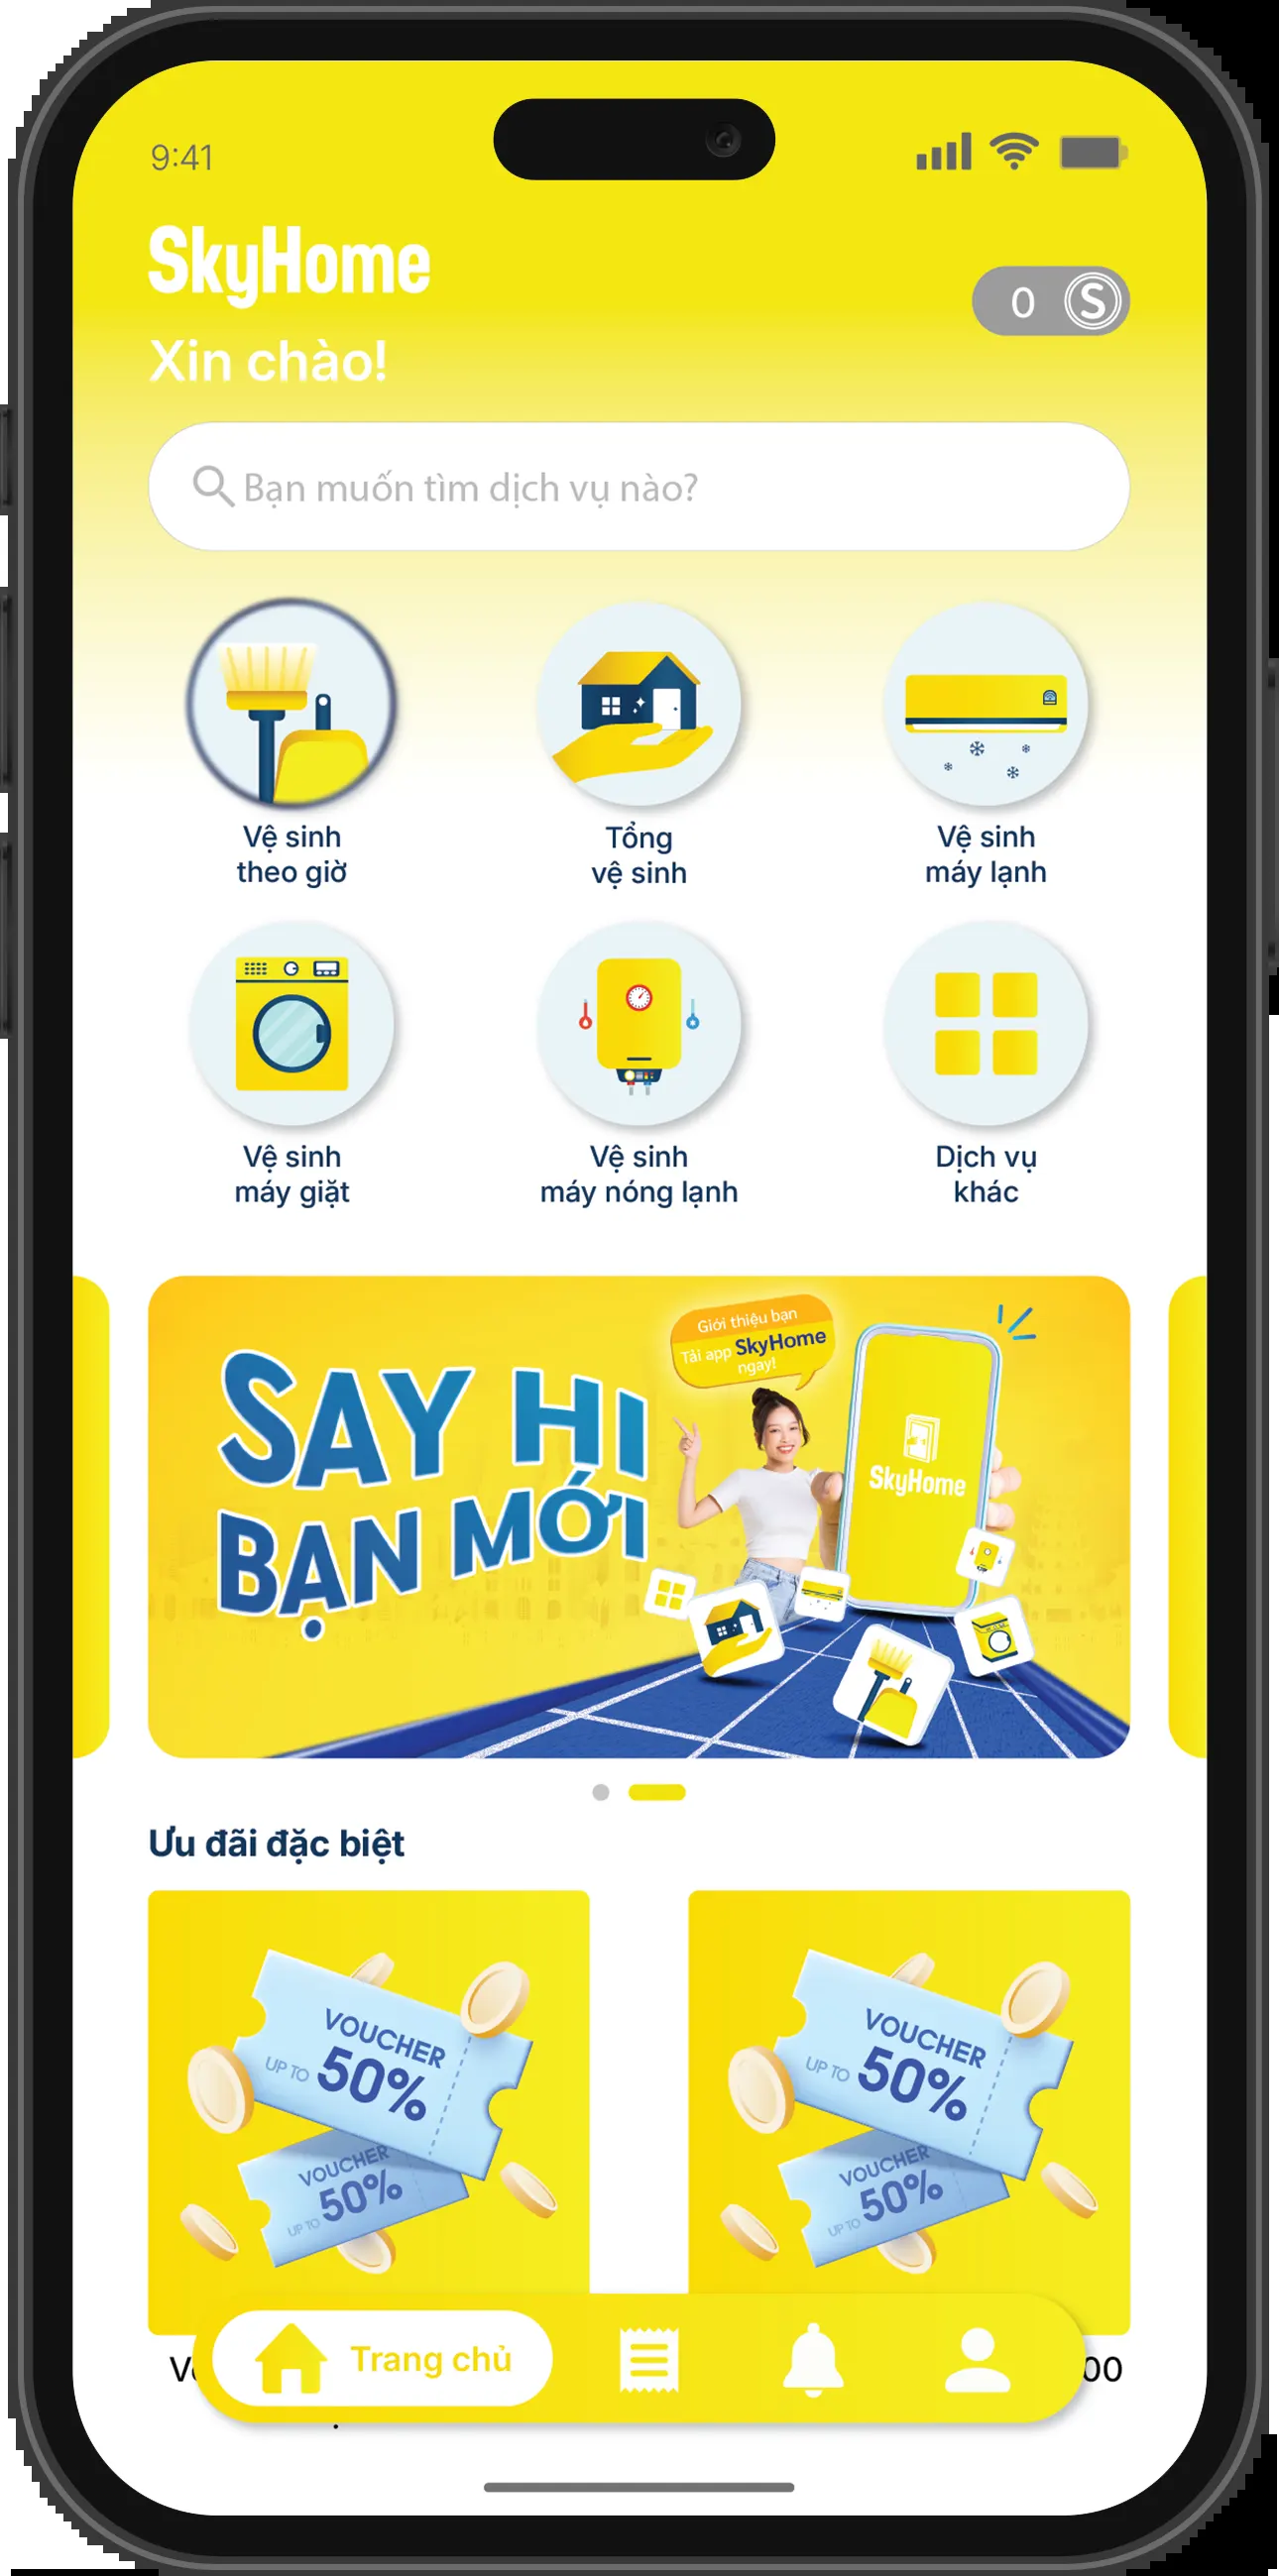 9:41
SkyHome
0 S
Xin chào!
Bạn muốn tìm dịch vụ nào?
Vệ sinh
theo giờ
Tổng
vệ sinh
Vệ sinh
máy lạnh
Vệ sinh
máy giặt
Vệ sinh
máy nóng lạnh
Dịch vụ
khác
SAY HI
BẠN MỚI
Giới thiệu bạn
Tải app SkyHome
ngay!
SkyHome
Ưu đãi đặc biệt
VOUCHER
UP TO 50%
VOUCHER
UP TO 50%
VOUCHER
UP TO 50%
VOUCHER
UP TO 50%
Trang chủ
00